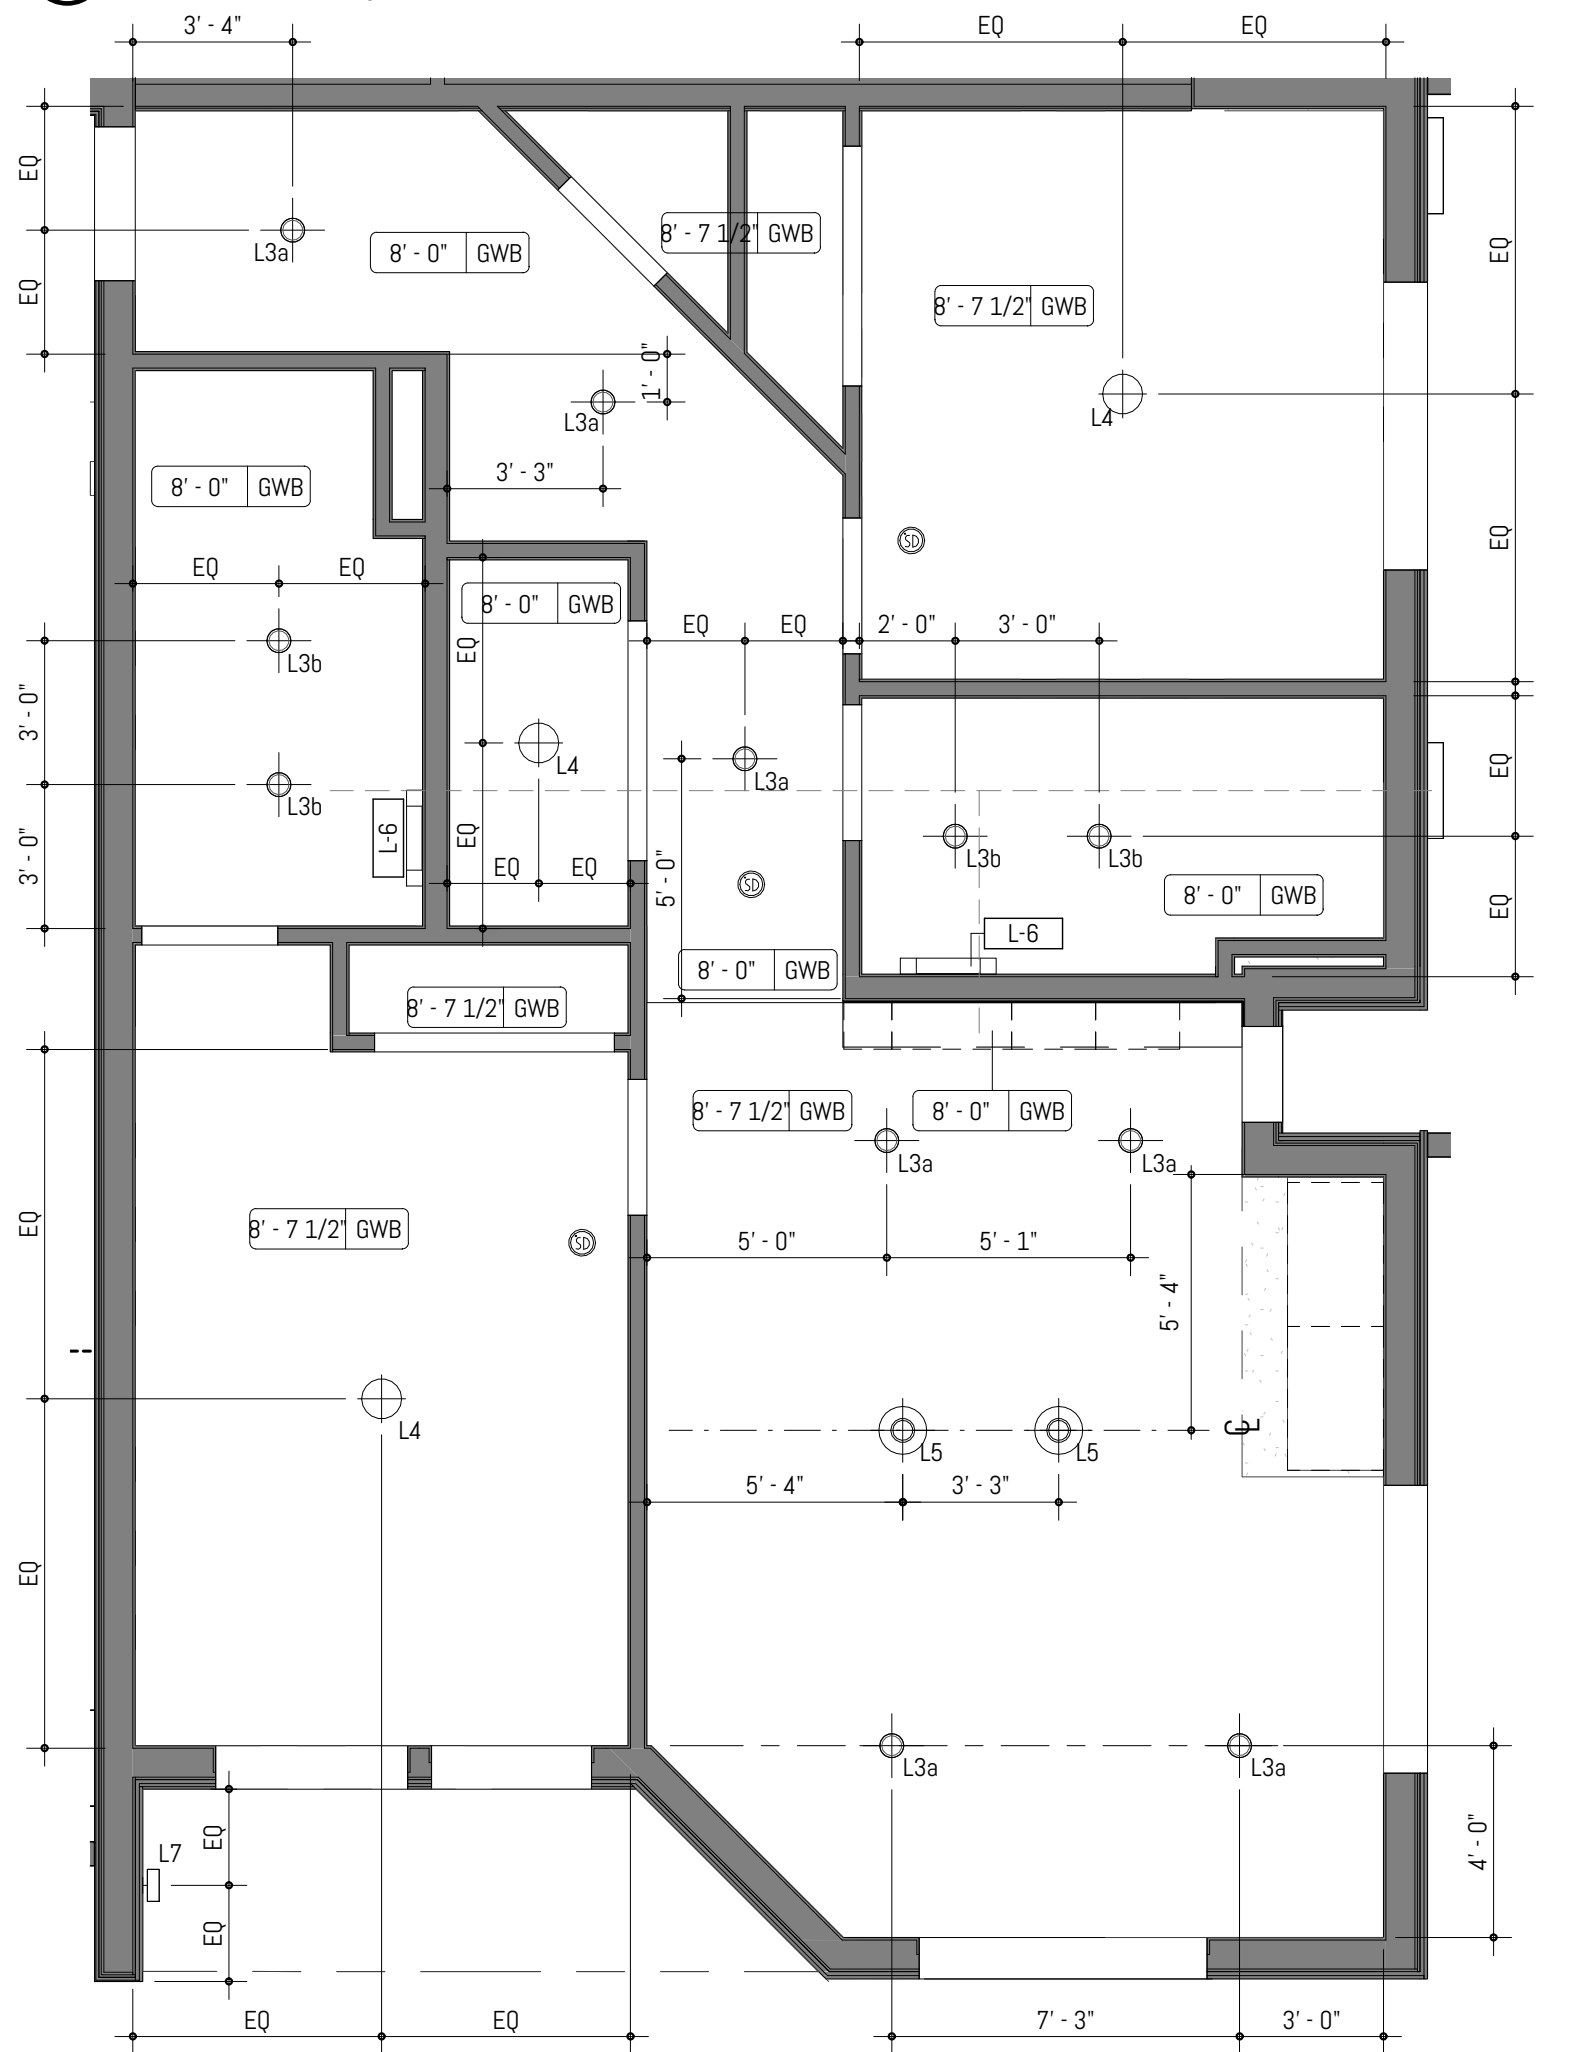 3' - 4"
EQ EQ
EQ
EQ
L3a
8' - 0" GWB
8' - 7 1/2" GWB
EQ
8' - 7 1/2" GWB
EQ
1' - 0"
L3a
L4
3' - 3"
8' - 0" GWB
SD
EQ
EQ EQ
8' - 0" GWB
EQ
EQ EQ
2' - 0" 3' - 0"
L3b
3' - 0"
L4
L3a
EQ
L3b
L-6
EQ
3' - 0"
EQ EQ
5' - 0"
SD
L3b
L3b
8' - 0" GWB
EQ
L-6
8' - 0" GWB
8' - 7 1/2" GWB
8' - 7 1/2" GWB
8' - 0" GWB
L3a
L3a
EQ
8' - 7 1/2" GWB
SD
5' - 0" 5' - 1"
5' - 4"
L4
CL
L5
L5
5' - 4" 3' - 3"
EQ
L3a
L3a
L7
EQ
4' - 0"
EQ
EQ EQ
7' - 3" 3' - 0"